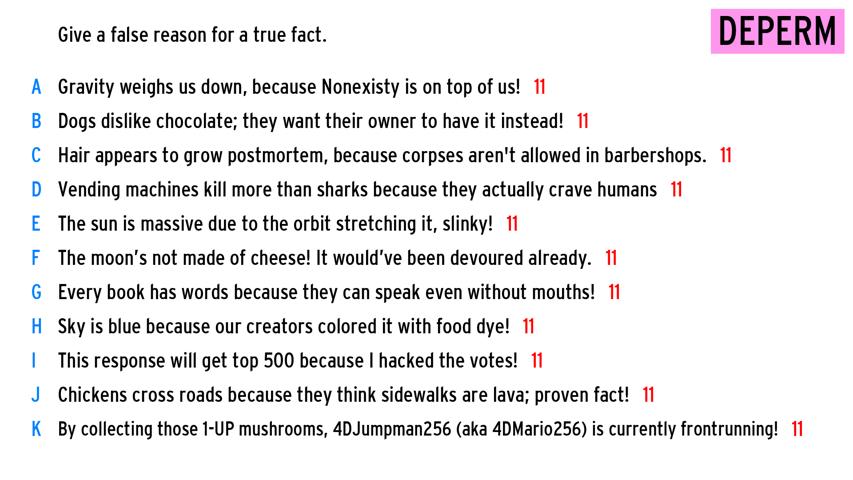 Give a false reason for a true fact.
DEPERM
A Gravity weighs us down, because Nonexisty is on top of us! 11
B Dogs dislike chocolate; they want their owner to have it instead! 11
C Hair appears to grow postmortem, because corpses aren't allowed in barbershops. 11
D Vending machines kill more than sharks because they actually crave humans 11
E The sun is massive due to the orbit stretching it, slinky! 11
F The moon’s not made of cheese! It would’ve been devoured already. 11
G Every book has words because they can speak even without mouths! 11
H Sky is blue because our creators colored it with food dye! 11
I This response will get top 500 because I hacked the votes! 11
J Chickens cross roads because they think sidewalks are lava; proven fact! 11
K By collecting those 1-UP mushrooms, 4DJumpman256 (aka 4DMario256) is currently frontrunning! 11